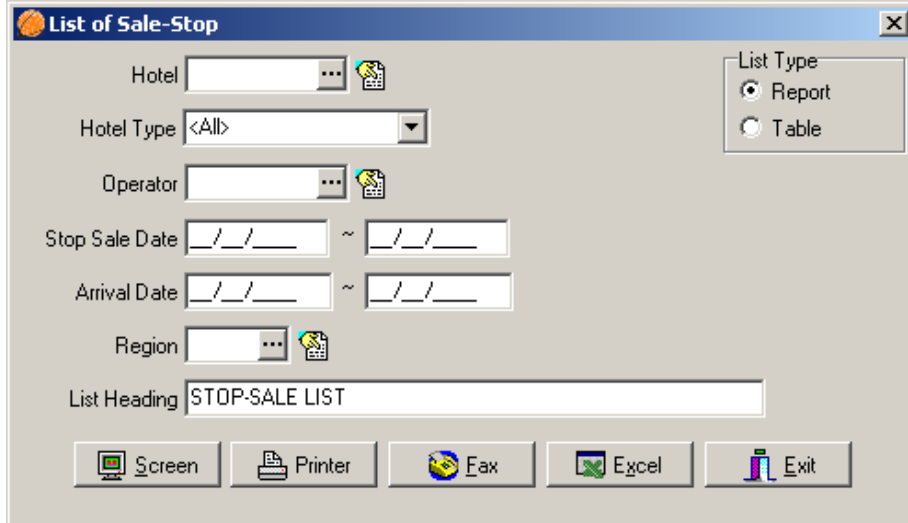 List of Sale-Stop
Hotel ...
List Type
Report
Hotel Type <All>
Table
Operator ...
Stop Sale Date __/__/____ ~ __/__/____
Arrival Date __/__/____ ~ __/__/____
Region ...
List Heading STOP-SALE LIST
Screen Printer Fax Excel Exit